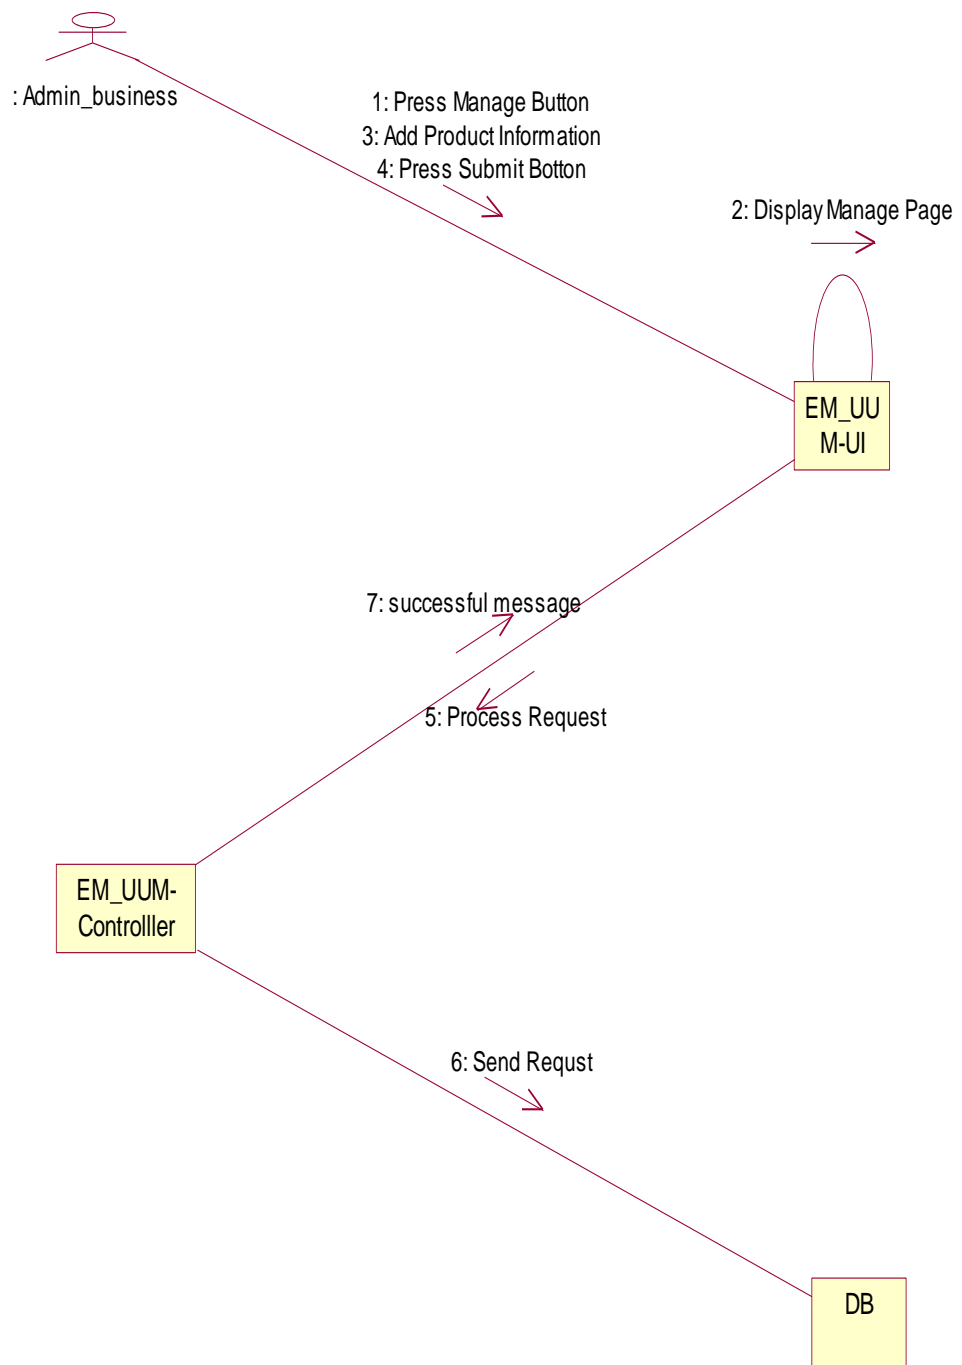 : Admin_business
1: Press Manage Button
3: Add Product Information
4: Press Submit Botton
2: Display Manage Page
EM_UU
M-UI
7: successful message
5: Process Request
EM_UUM-
Controlller
6: Send Requst
DB